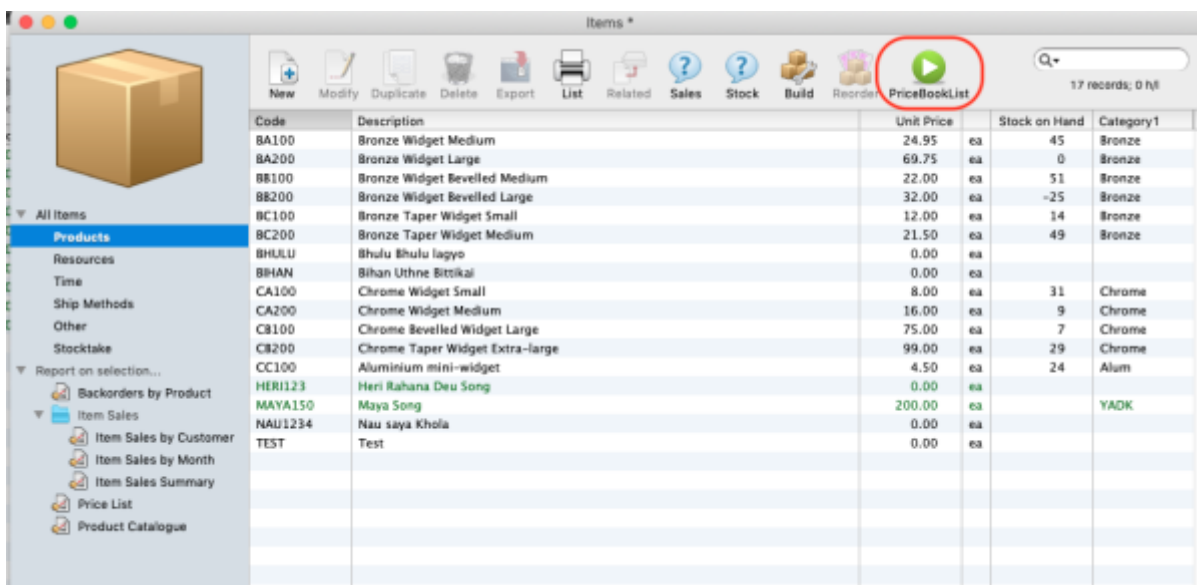 Items *
New Modify Duplicate Delete Export List Related Sales Stock Build Reorder PriceBookList
17 records; 0 h/l
Code Description Unit Price Stock on Hand Category1
BA100 Bronze Widget Medium 24.95 ea 45 Bronze
BA200 Bronze Widget Large 69.75 ea 0 Bronze
BB100 Bronze Widget Bevelled Medium 22.00 ea 51 Bronze
BB200 Bronze Widget Bevelled Large 32.00 ea -25 Bronze
All Items BC100 Bronze Taper Widget Small 12.00 ea 14 Bronze
Products BC200 Bronze Taper Widget Medium 21.50 ea 49 Bronze
Resources BHULU Bhulu Bhulu lagyo 0.00 ea
Time BIHAN Bihan Uthne Bittikai 0.00 ea
CA100 Chrome Widget Small 8.00 ea 31 Chrome
Ship Methods CA200 Chrome Widget Medium 16.00 ea 9 Chrome
Other CB100 Chrome Bevelled Widget Large 75.00 ea 7 Chrome
Stocktake CB200 Chrome Taper Widget Extra-large 99.00 ea 29 Chrome
Report on selection... CC100 Aluminium mini-widget 4.50 ea 24 Alum
Backorders by Product HERI123 Heri Rahana Deu Song 0.00 ea
Item Sales MAYA150 Maya Song 200.00 ea YADK
NAU1234 Nau saya Khola 0.00 ea
Item Sales by Customer TEST Test 0.00 ea
Item Sales by Month
Item Sales Summary
Price List
Product Catalogue